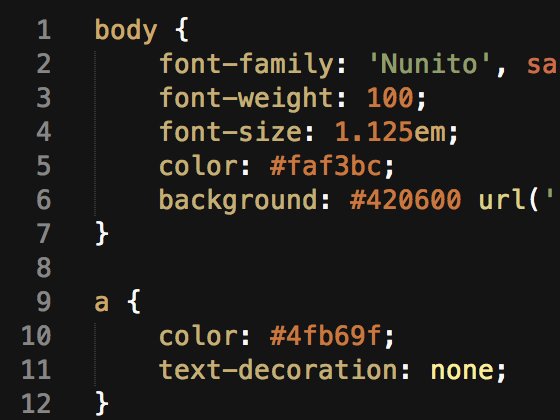 1 body {
2 font-family: 'Nunito', sa
3 font-weight: 100;
4 font-size: 1.125em;
5 color: #faf3bc;
6 background: #420600 url('
7 }
8
9 a {
10 color: #4fb69f;
11 text-decoration: none;
12 }